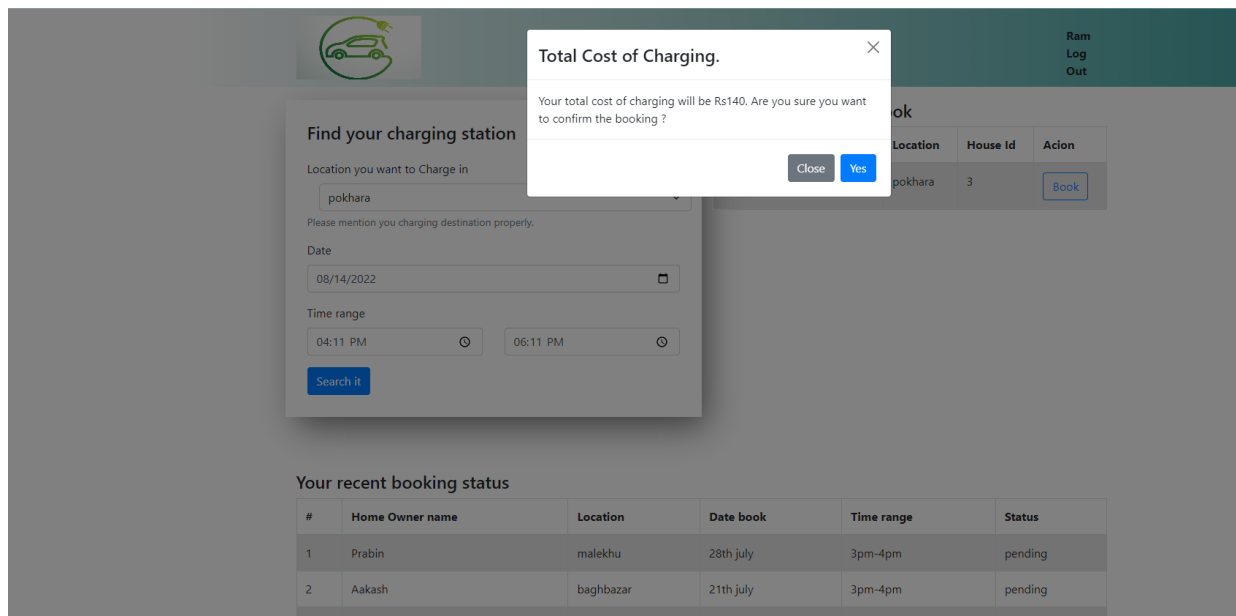 Ram
Log
Out
Total Cost of Charging.
Your total cost of charging will be Rs140. Are you sure you want
to confirm the booking ?
Close Yes
Find your charging station
Location you want to Charge in
pokhara
Please mention you charging destination properly.
Date
08/14/2022
Time range
04:11 PM 06:11 PM
Search it
Location House Id Acion
pokhara 3 Book
Your recent booking status
# Home Owner name Location Date book Time range Status
1 Prabin malekhu 28th july 3pm-4pm pending
2 Aakash baghbazar 21th july 3pm-4pm pending